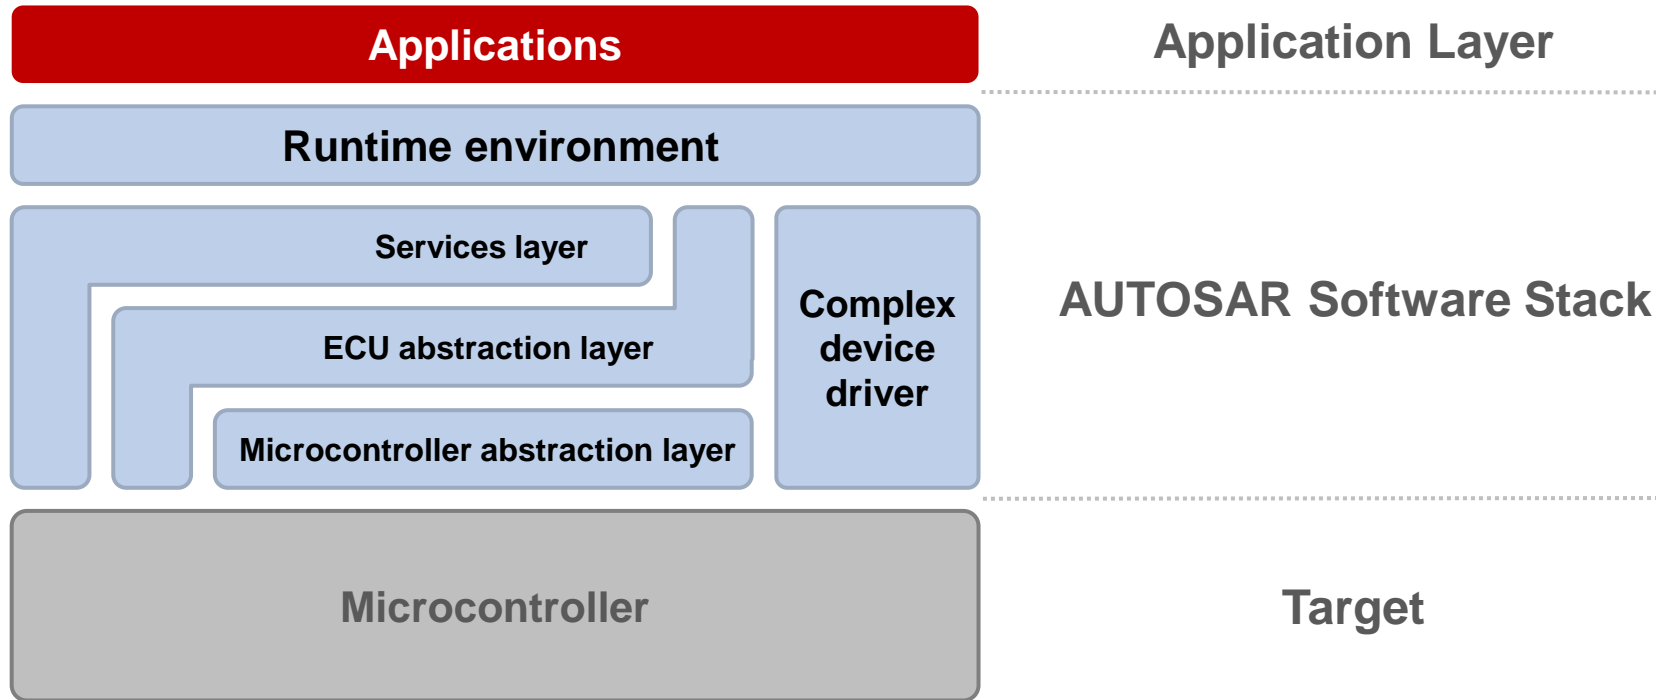 Applications
Application Layer
Runtime environment
Services layer
ECU abstraction layer
Microcontroller abstraction layer
Complex
device
driver
AUTOSAR Software Stack
Microcontroller
Target